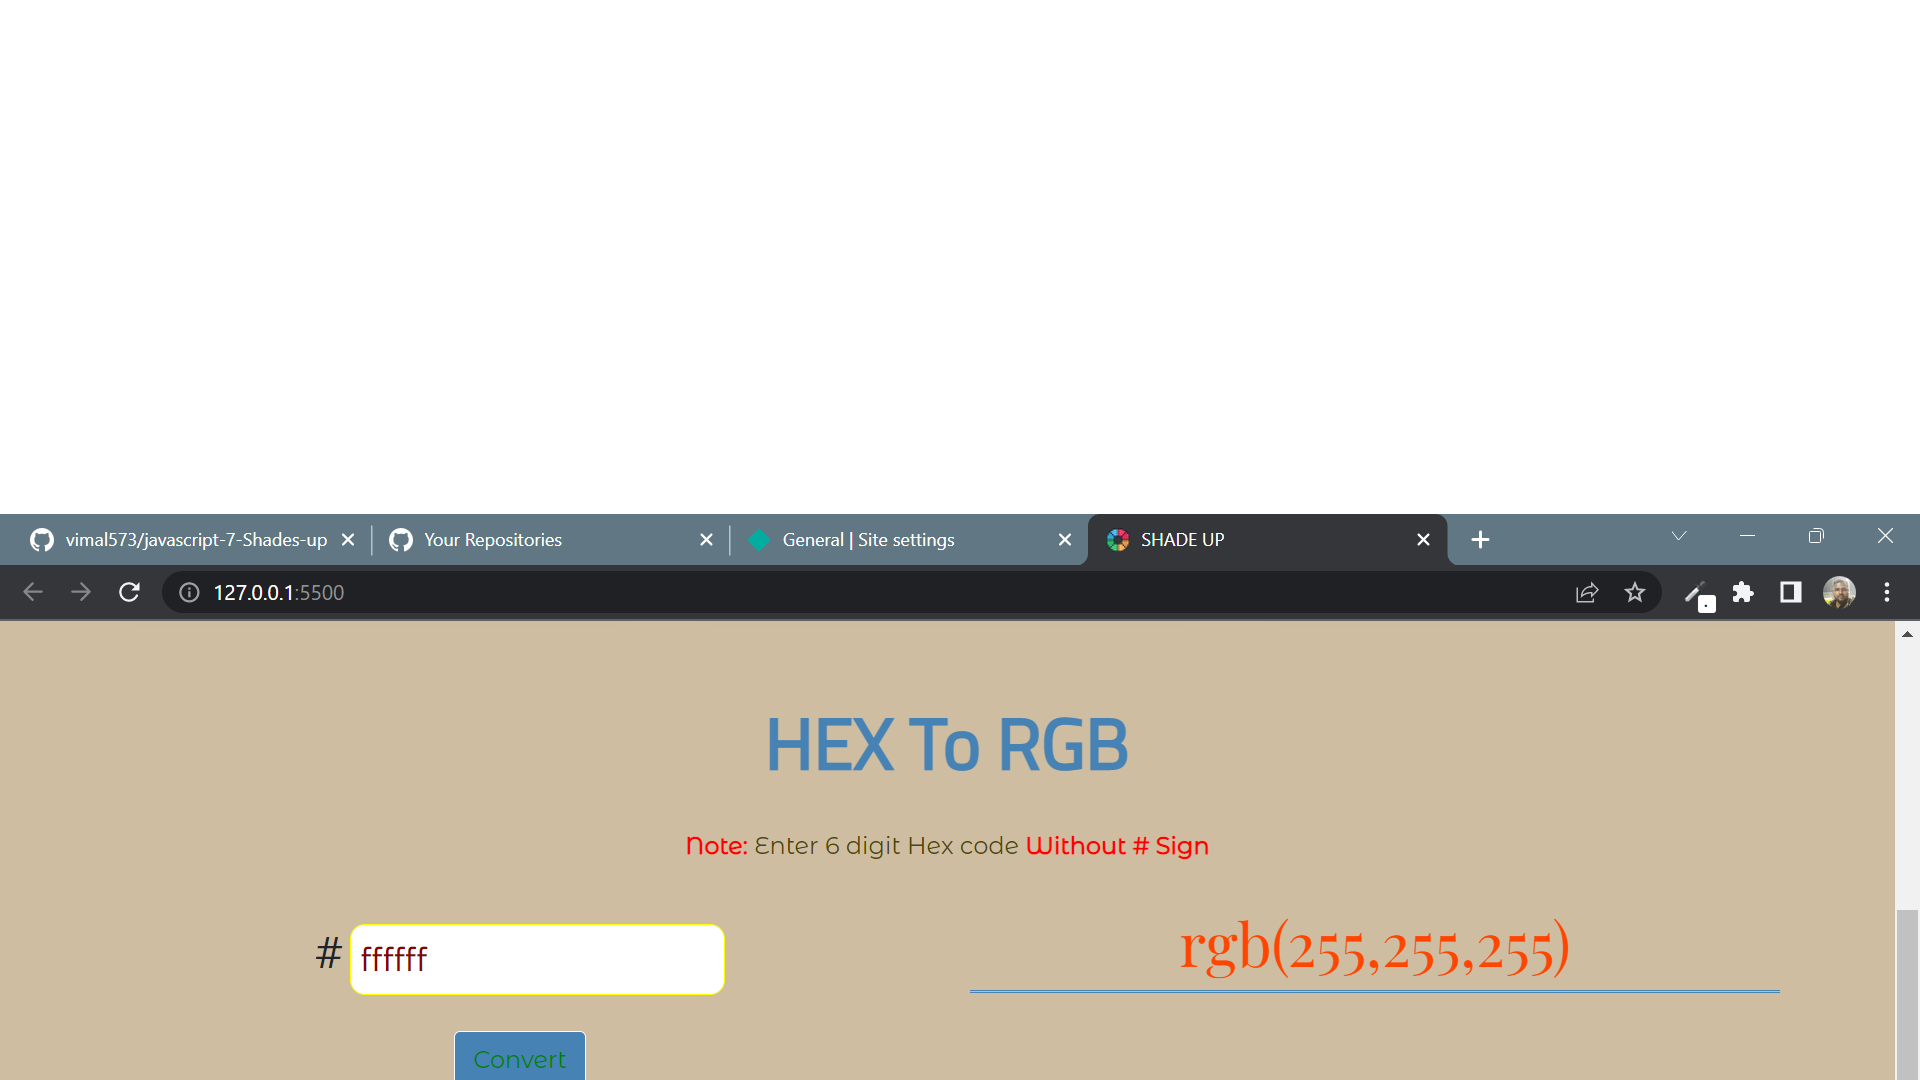 vimal573/javascript-7-Shades-up
Your Repositories
General | Site settings
SHADE UP
127.0.0.1:5500
HEX To RGB
Note: Enter 6 digit Hex code Without # Sign
# ffffff
rgb(255,255,255)
Convert